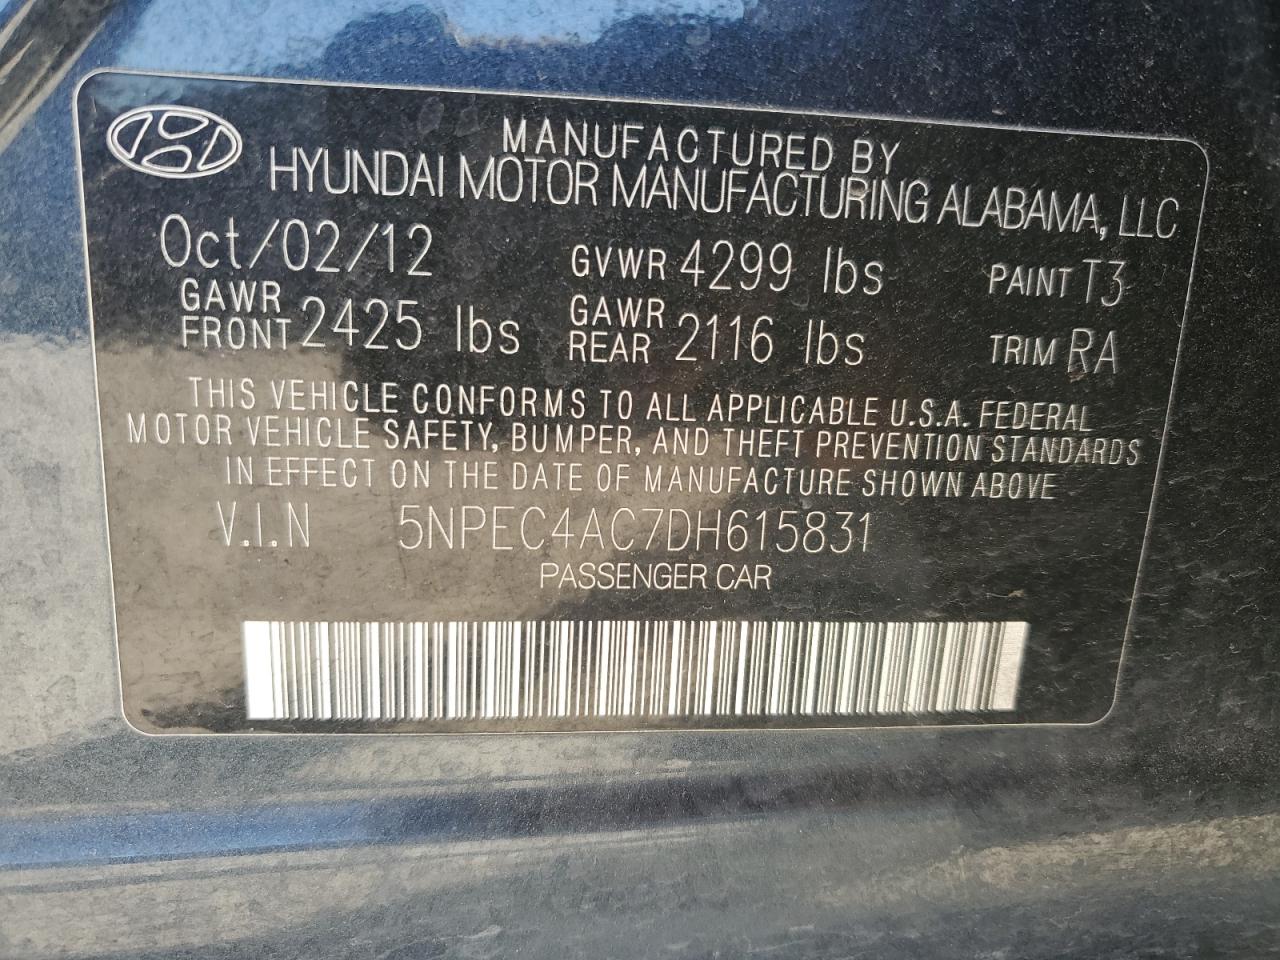 MANUFACTURED BY
HYUNDAI MOTOR MANUFACTURING ALABAMA, LLC
Oct/02/12 GVWR 4299 lbs PAINT T3
GAWR FRONT 2425 lbs GAWR REAR 2116 lbs TRIM RA
THIS VEHICLE CONFORMS TO ALL APPLICABLE U.S.A. FEDERAL
MOTOR VEHICLE SAFETY, BUMPER, AND THEFT PREVENTION STANDARDS
IN EFFECT ON THE DATE OF MANUFACTURE SHOWN ABOVE
V.I.N 5NPEC4AC7DH615831
PASSENGER CAR